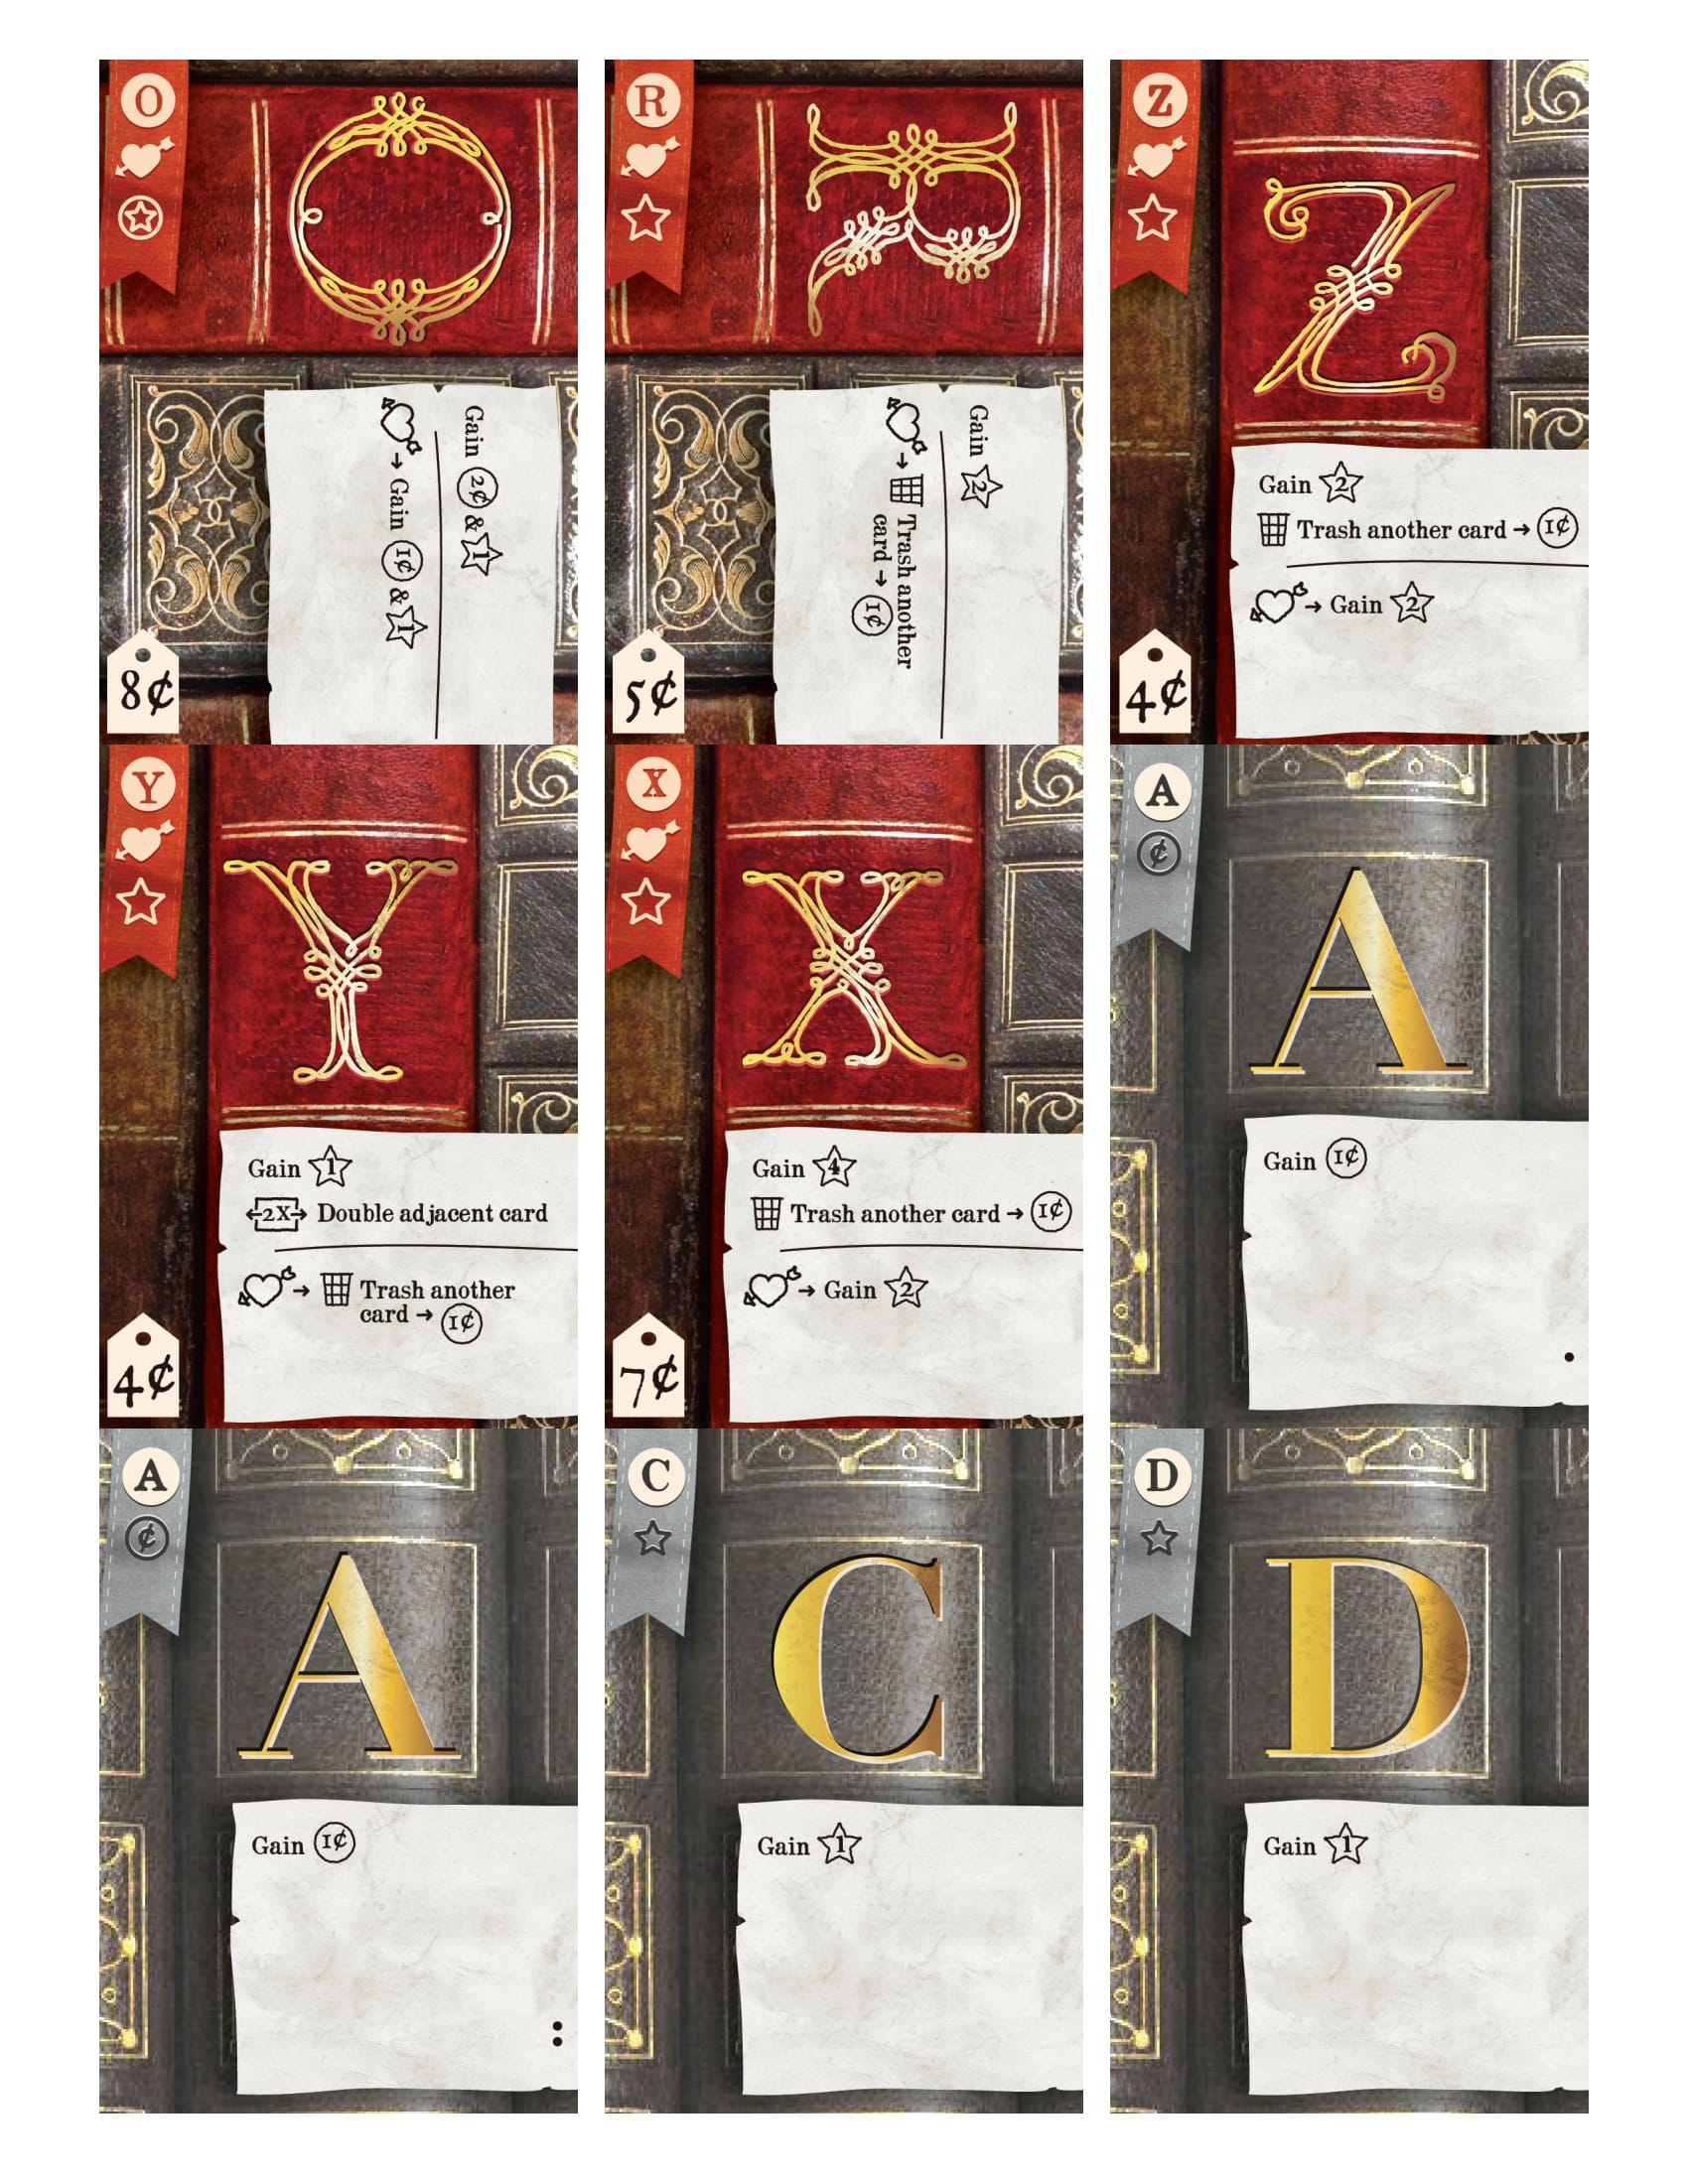 O
O
Gain 2¢ & 1
→ Gain 1¢ & 1
8¢
R
R
Gain 2
→ Trash another
card → 1¢
5¢
Z
Z
Gain 2
Trash another card → 1¢
→ Gain 2
4¢
Y
Y
Gain 1
2X Double adjacent card
→ Trash another
card → 1¢
4¢
X
X
Gain 4
Trash another card → 1¢
→ Gain 2
7¢
A
¢
A
Gain 1¢
A
¢
A
Gain 1¢
C
C
Gain 1
D
D
Gain 1